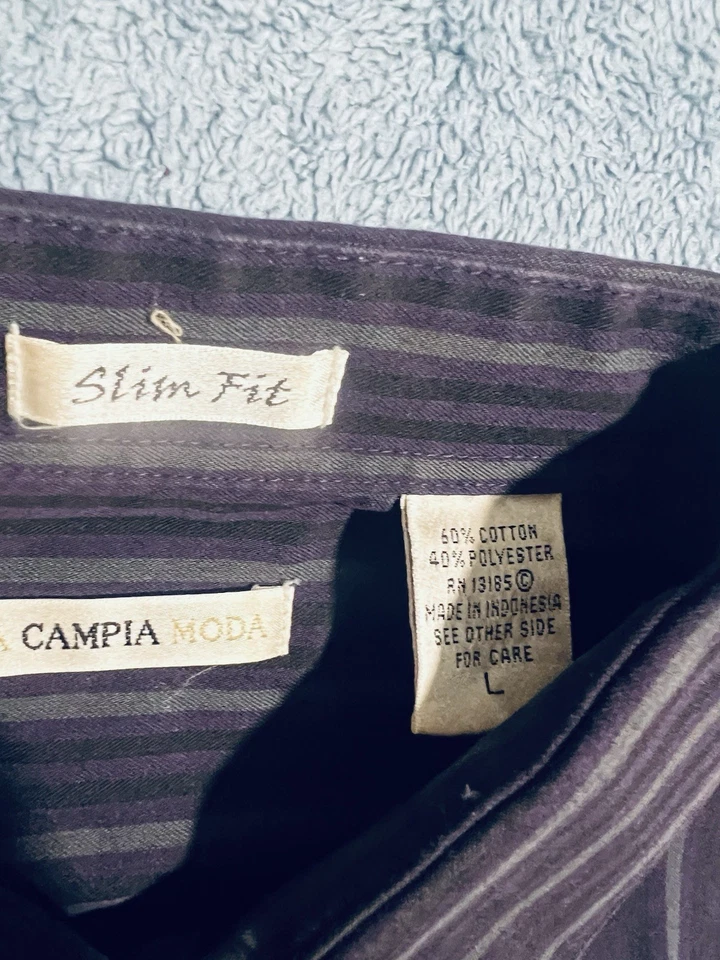 Slim Fit
CAMPIA MODA
60% COTTON
40% POLYESTER
RN 13185 ©
MADE IN INDONESIA
SEE OTHER SIDE
FOR CARE
L